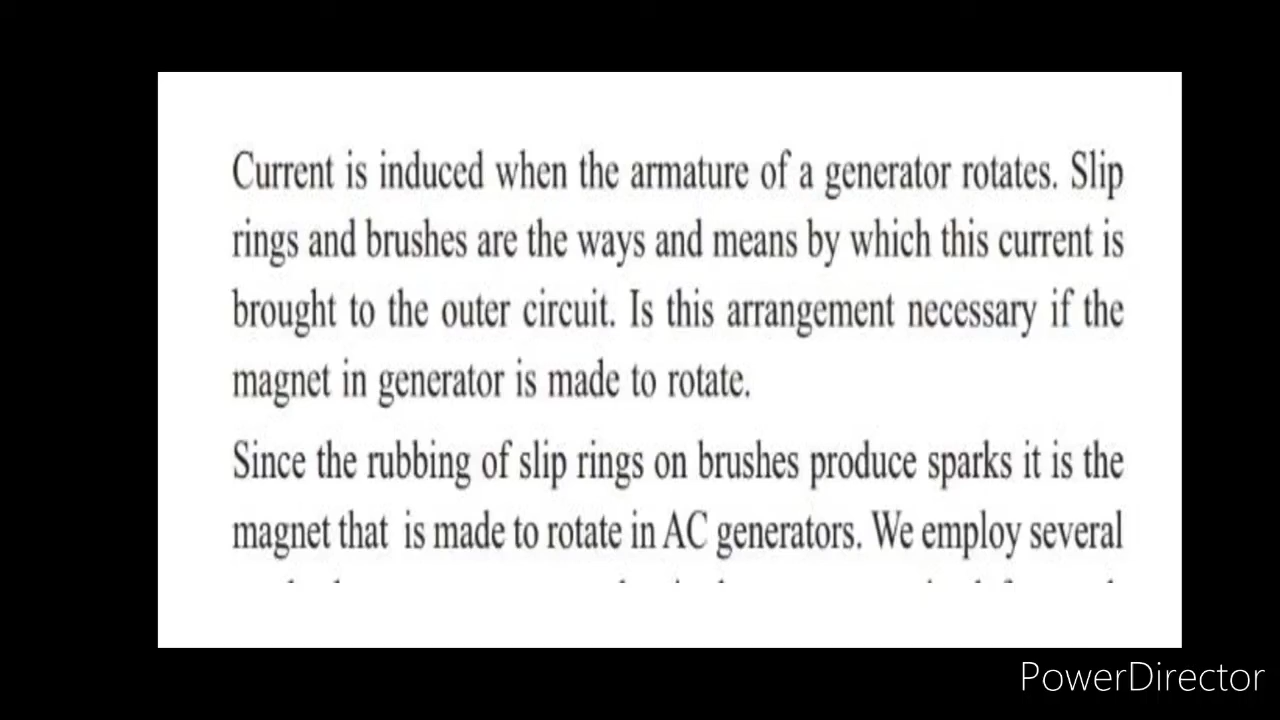 Current is induced when the armature of a generator rotates. Slip
rings and brushes are the ways and means by which this current is
brought to the outer circuit. Is this arrangement necessary if the
magnet in generator is made to rotate.
Since the rubbing of slip rings on brushes produce sparks it is the
magnet that is made to rotate in AC generators. We employ several
PowerDirector